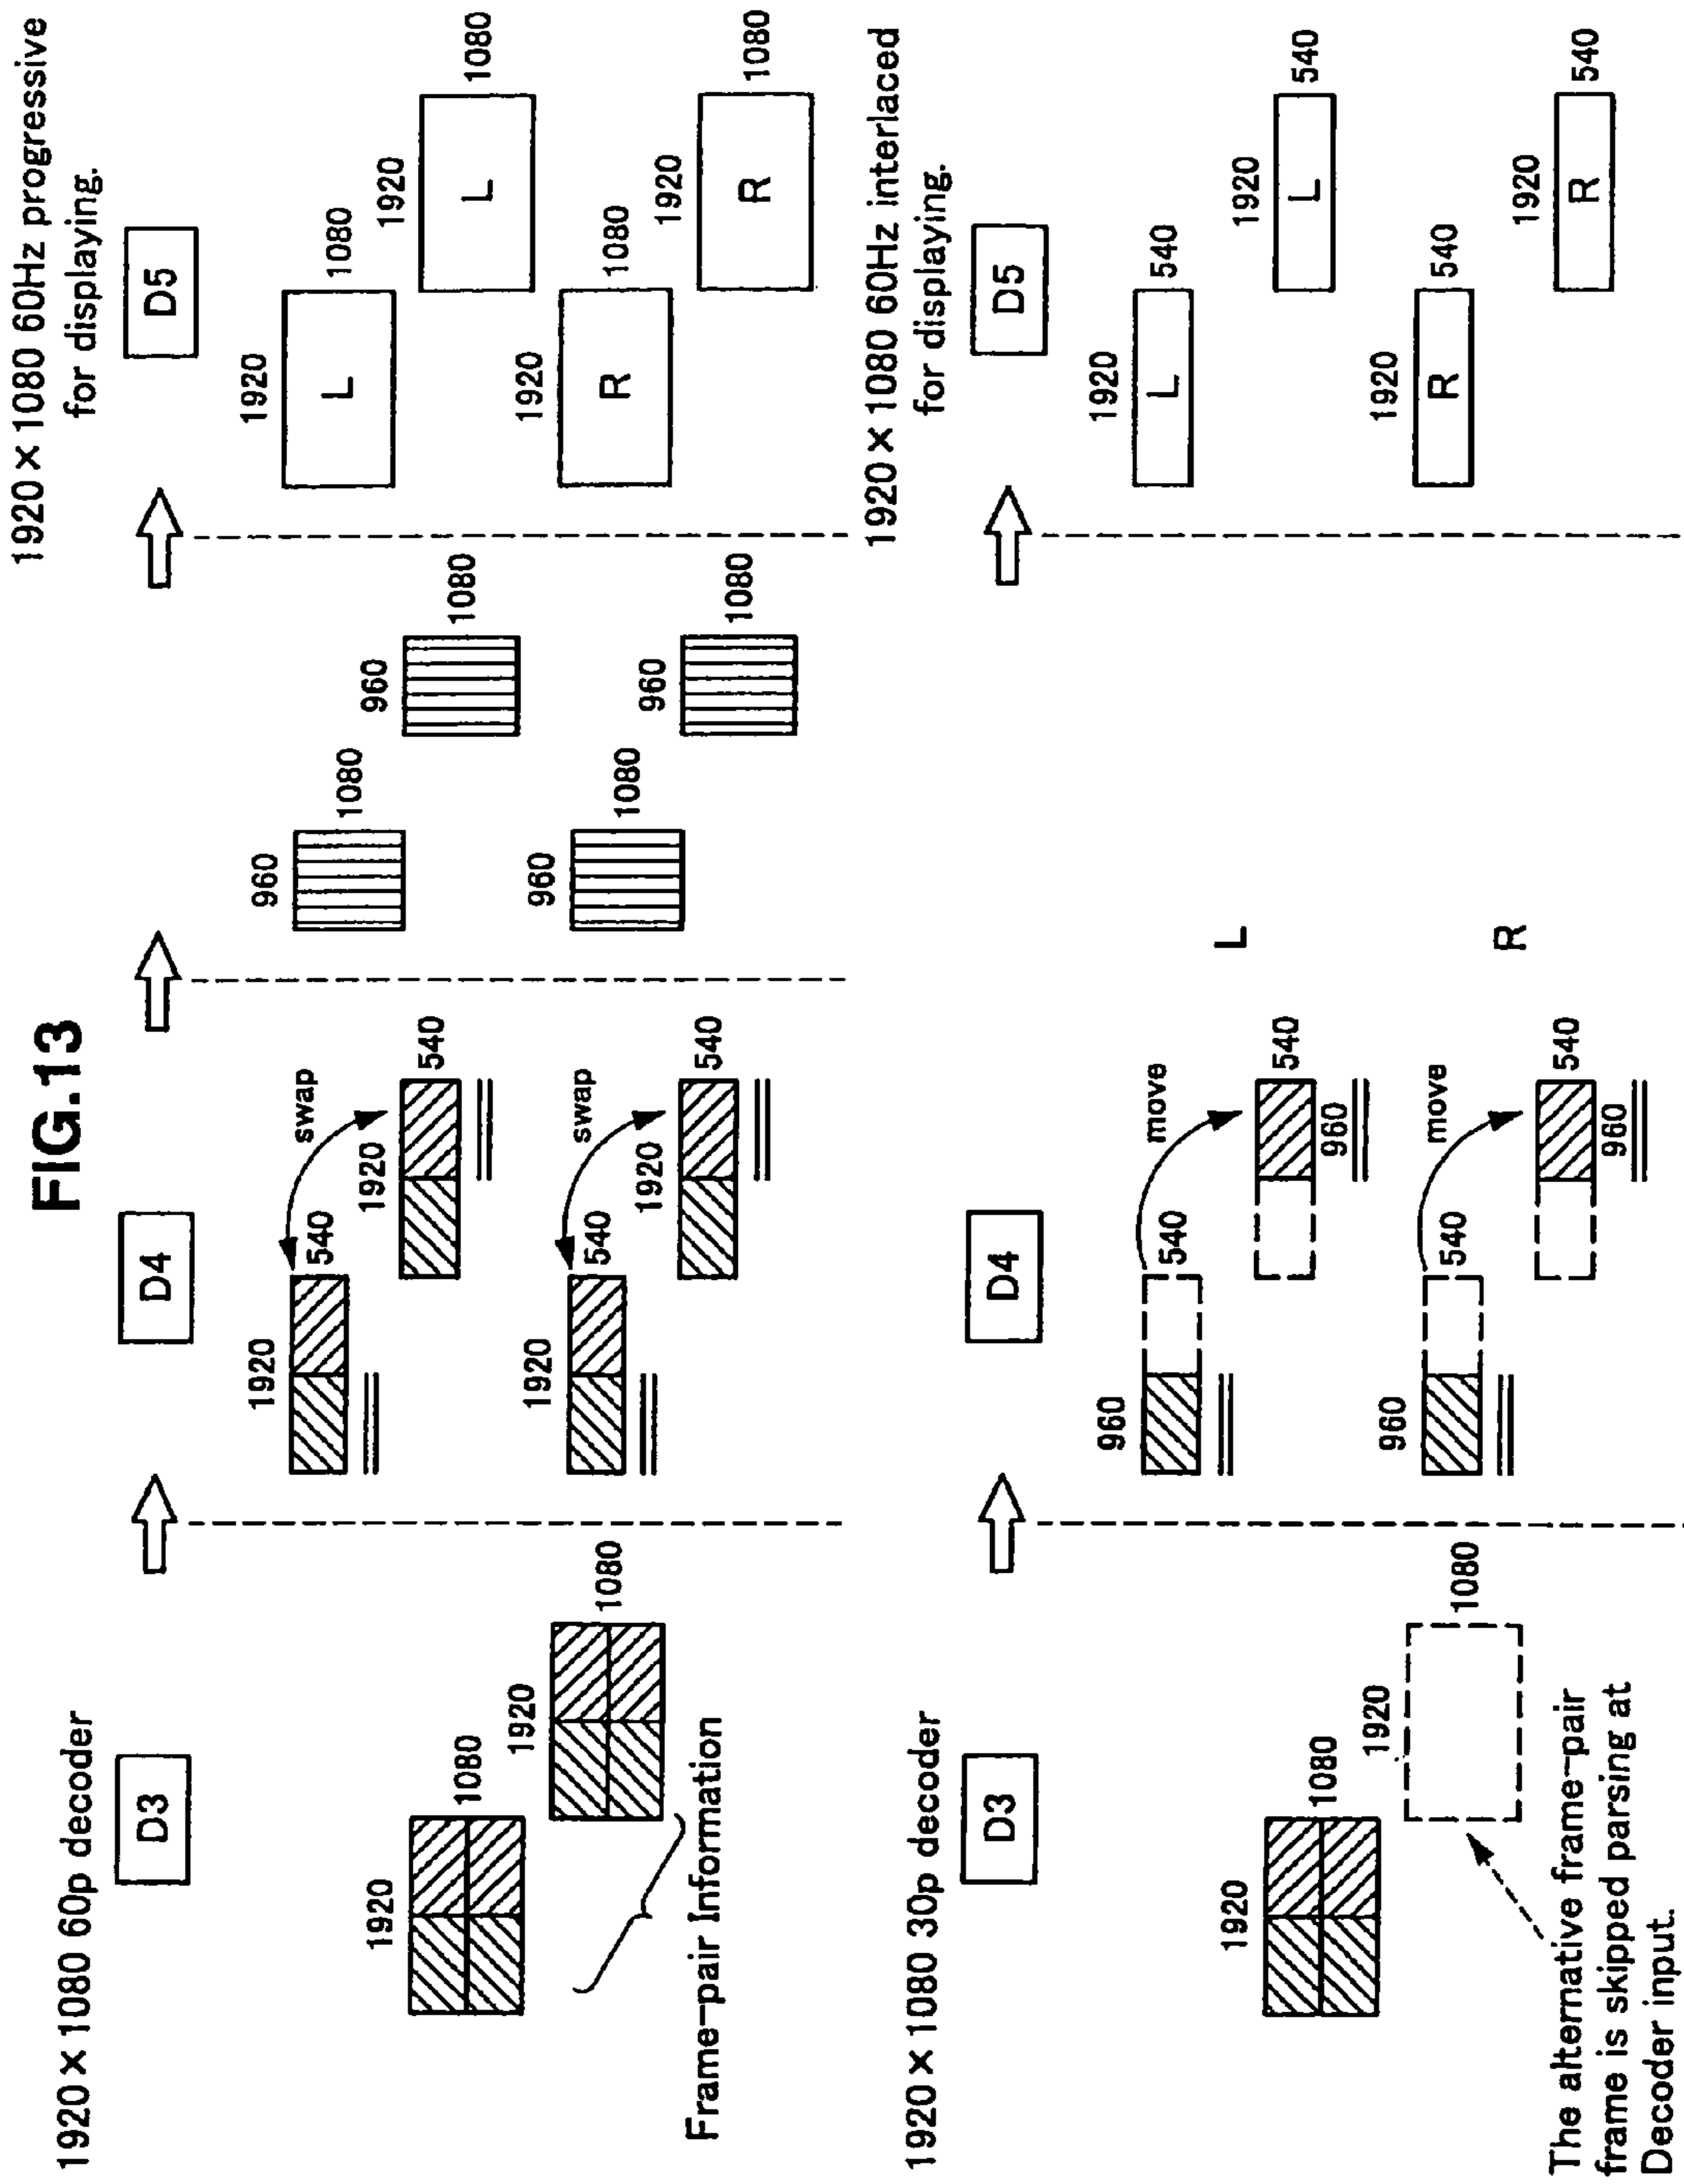 FIG.13
1920×1080 60p decoder
D3
1920
1080
1920
1080
Frame-pair Information
D4
1920
540
swap
1920
540
1920
540
swap
1920
540
960
1080
960
1080
960
1080
960
1080
1920×1080 60Hz progressive
for displaying.
D5
1920
L
1080
1920
L
1080
1920
R
1080
1920
R
1080
1920×1080 30p decoder
D3
1920
1080
1920
1080
The alternative frame-pair
frame is skipped parsing at
Decoder input.
D4
960
540
move
540
960
L
960
540
move
540
960
R
1920×1080 60Hz interlaced
for displaying.
D5
1920
L
540
1920
L
540
1920
R
540
1920
R
540